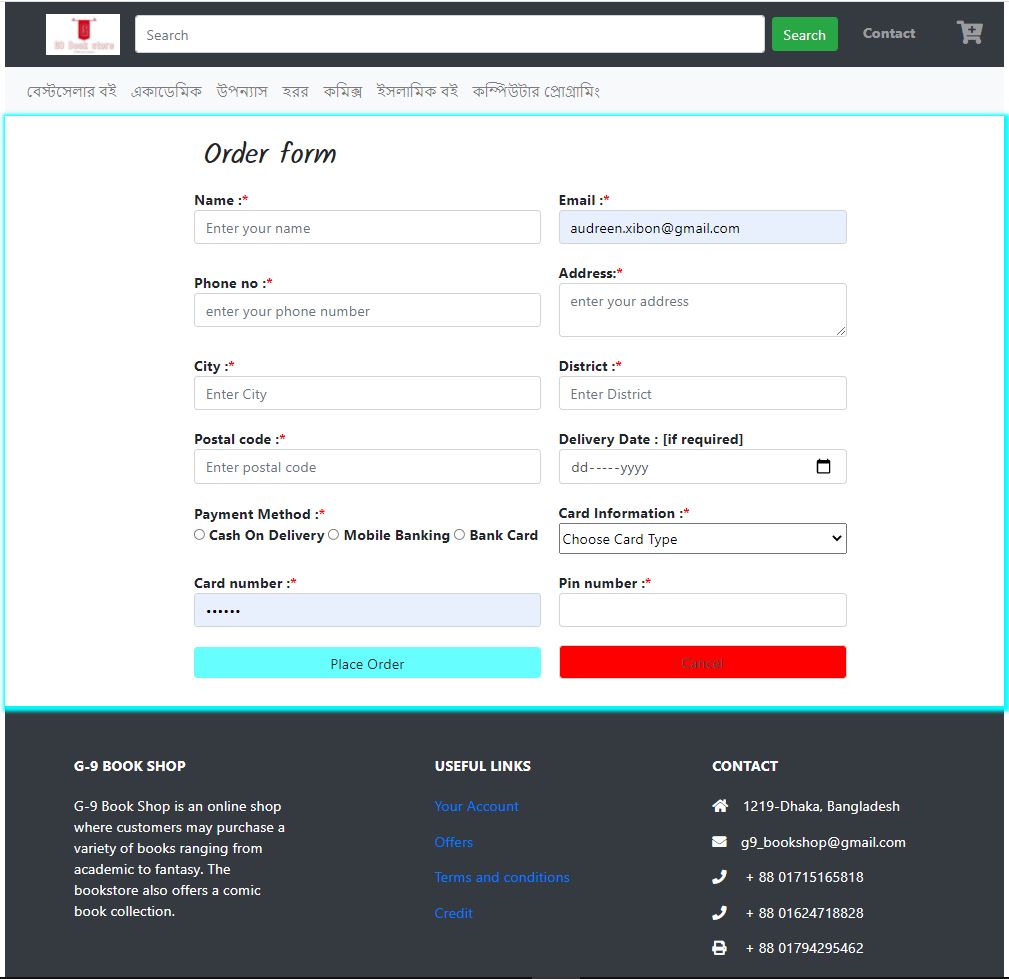 Search
Search
Contact
বেস্টসেলার বই একাডেমিক উপন্যাস হরর কমিক্স ইসলামিক বই কম্পিউটার প্রোগ্রামিং
Order form
Name :* Email :*
Enter your name audreen.xibon@gmail.com
Phone no :* Address:*
enter your phone number enter your address
City :* District :*
Enter City Enter District
Postal code :* Delivery Date : [if required]
Enter postal code dd-----yyyy
Payment Method :* Card Information :*
Cash On Delivery Mobile Banking Bank Card Choose Card Type
Card number :* Pin number :*
••••••
Place Order Cancel
G-9 BOOK SHOP
G-9 Book Shop is an online shop
where customers may purchase a
variety of books ranging from
academic to fantasy. The
bookstore also offers a comic
book collection.
USEFUL LINKS
Your Account
Offers
Terms and conditions
Credit
CONTACT
1219-Dhaka, Bangladesh
g9_bookshop@gmail.com
+ 88 01715165818
+ 88 01624718828
+ 88 01794295462